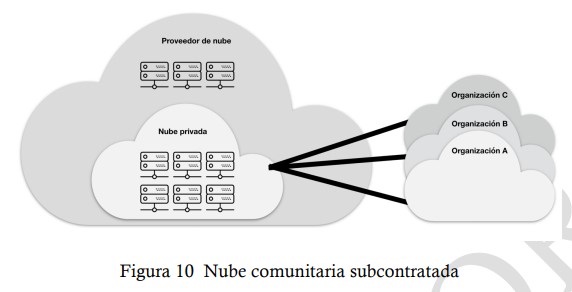 Proveedor de nube
Nube privada
Organización C
Organización B
Organización A
Figura 10 Nube comunitaria subcontratada